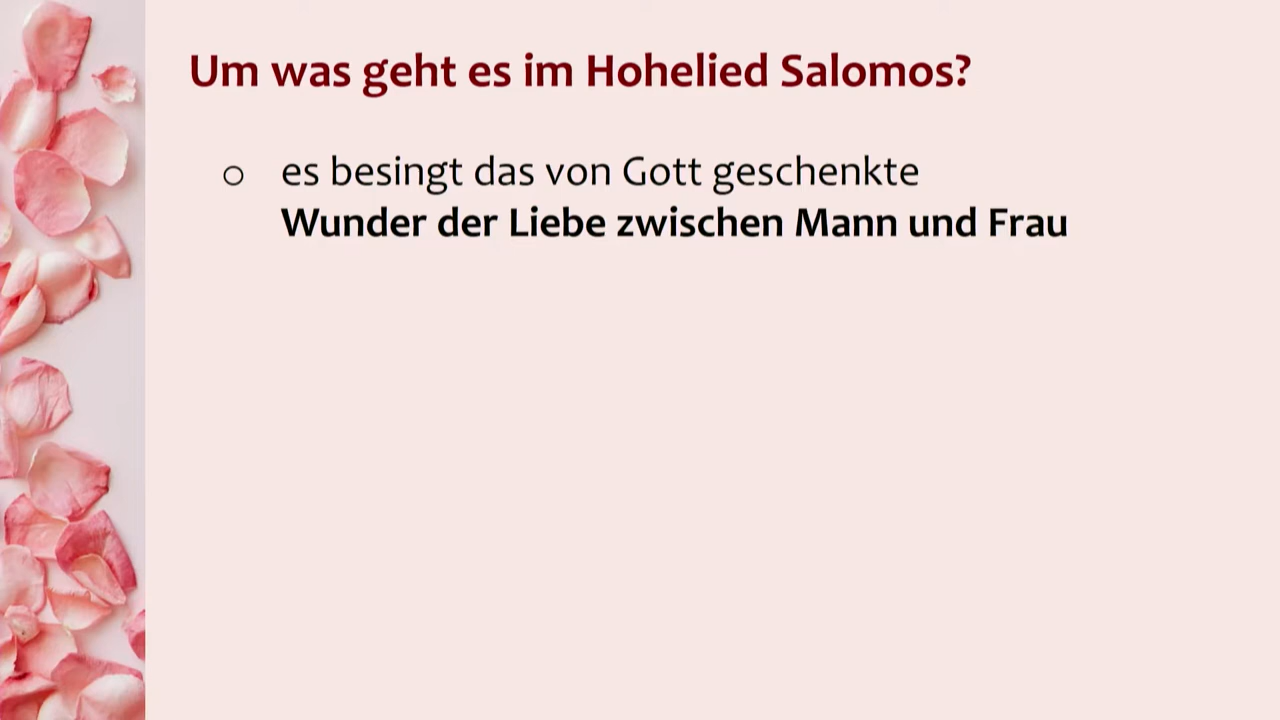 Um was geht es im Hohelied Salomos?
o es besingt das von Gott geschenkte
Wunder der Liebe zwischen Mann und Frau